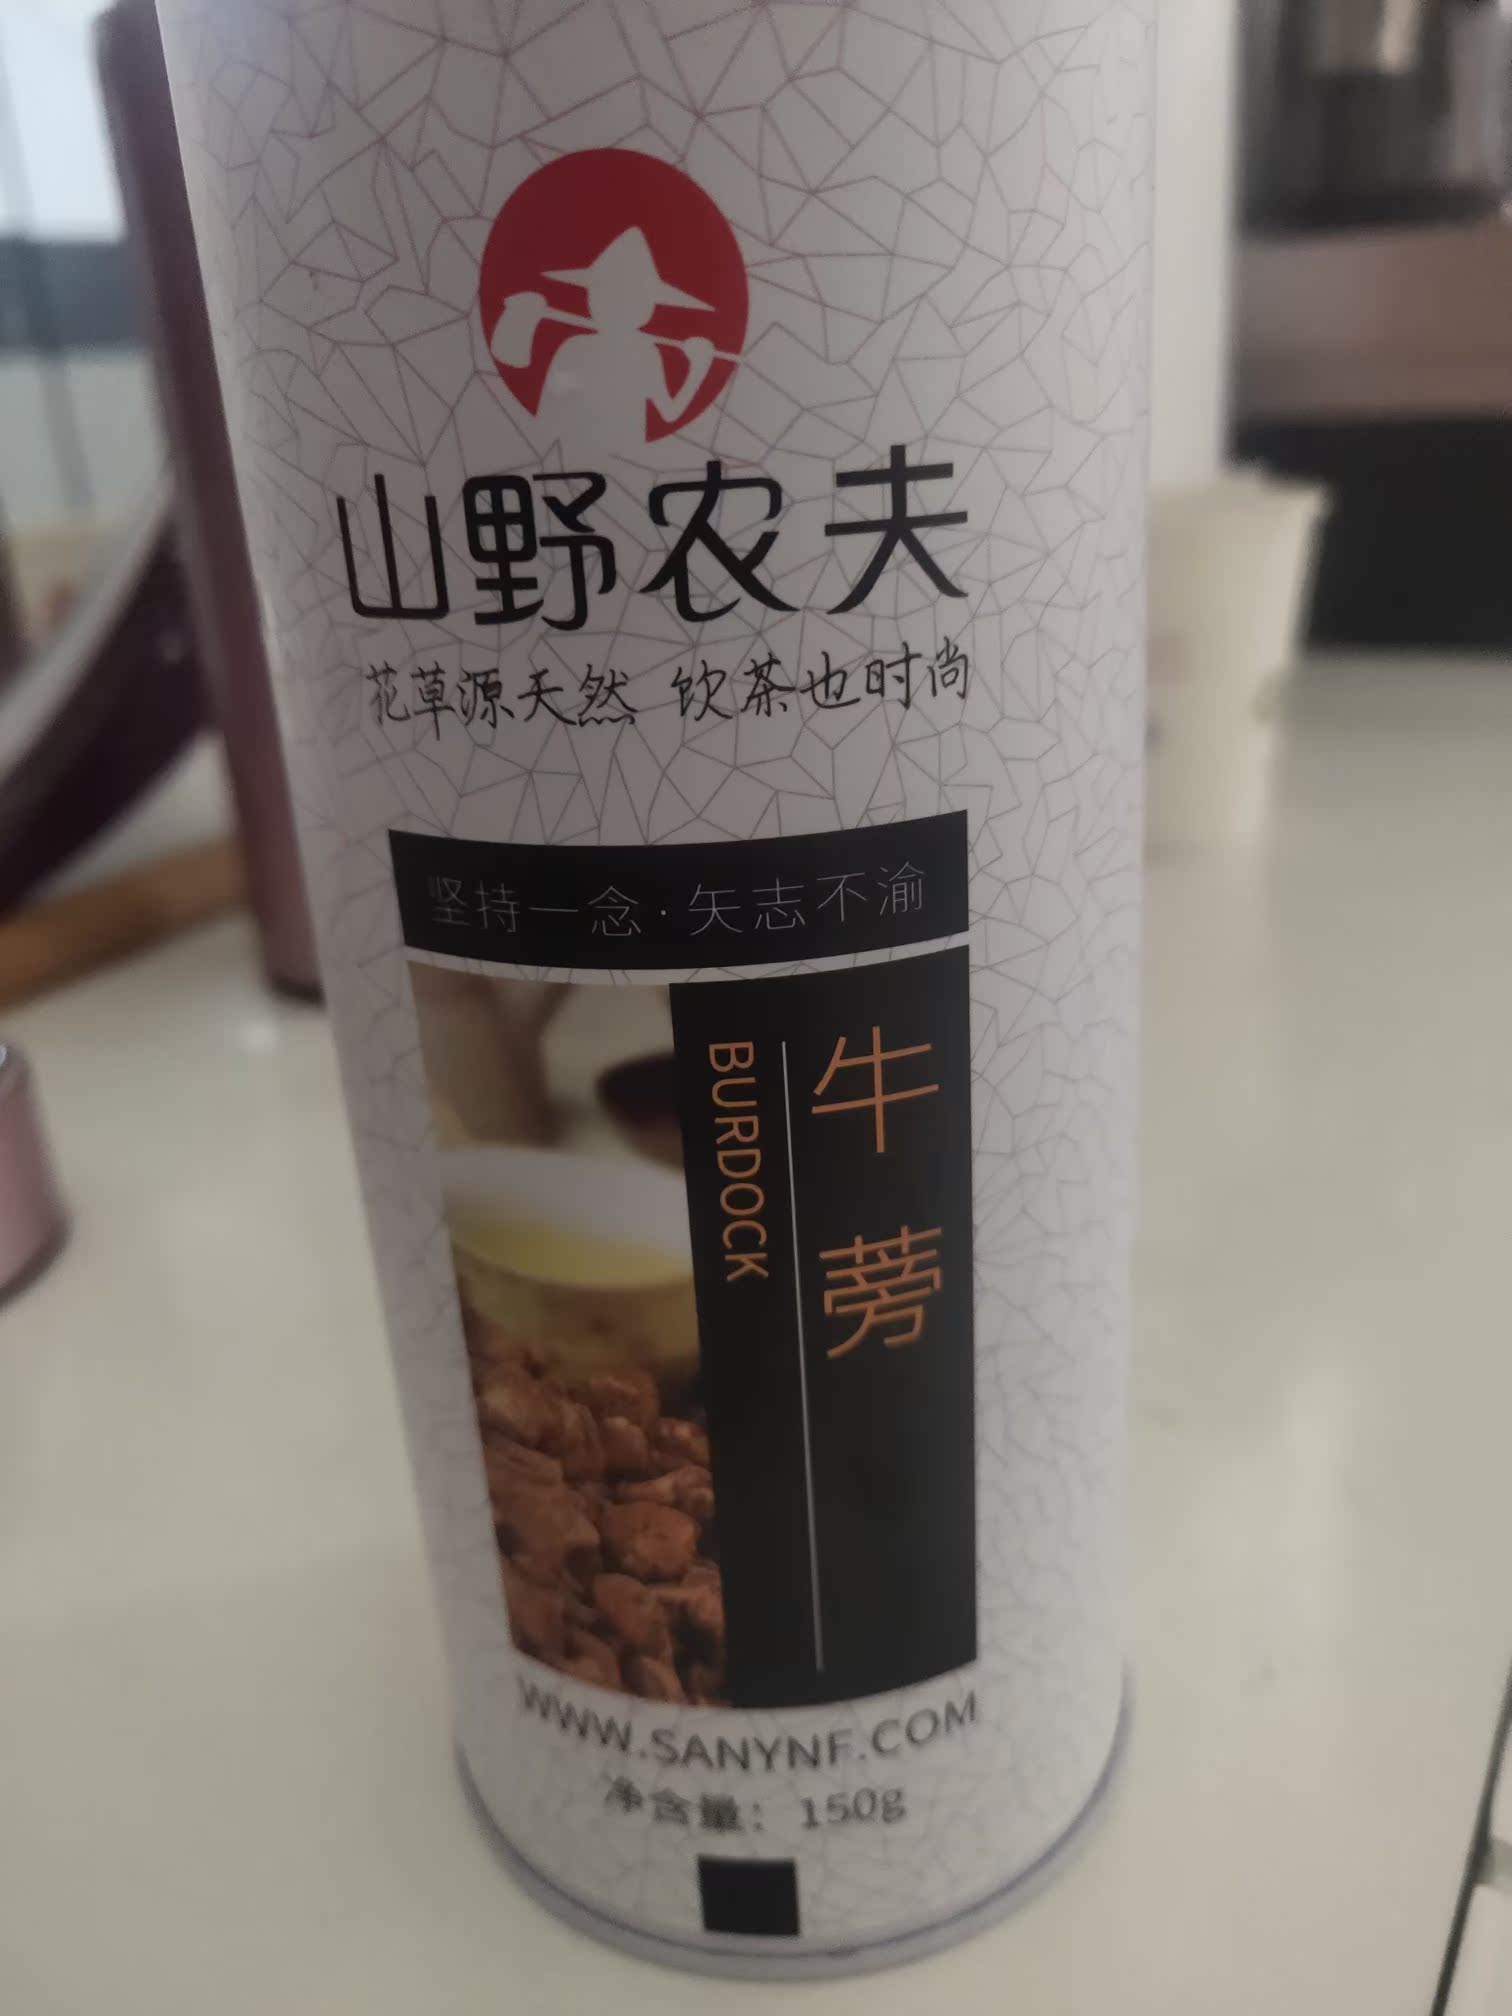 山野农夫
花草源天然 饮茶也时尚
坚持一念·矢志不渝
牛蒡
BURDOCK
WWW.SANYNF.COM
净含量：150g